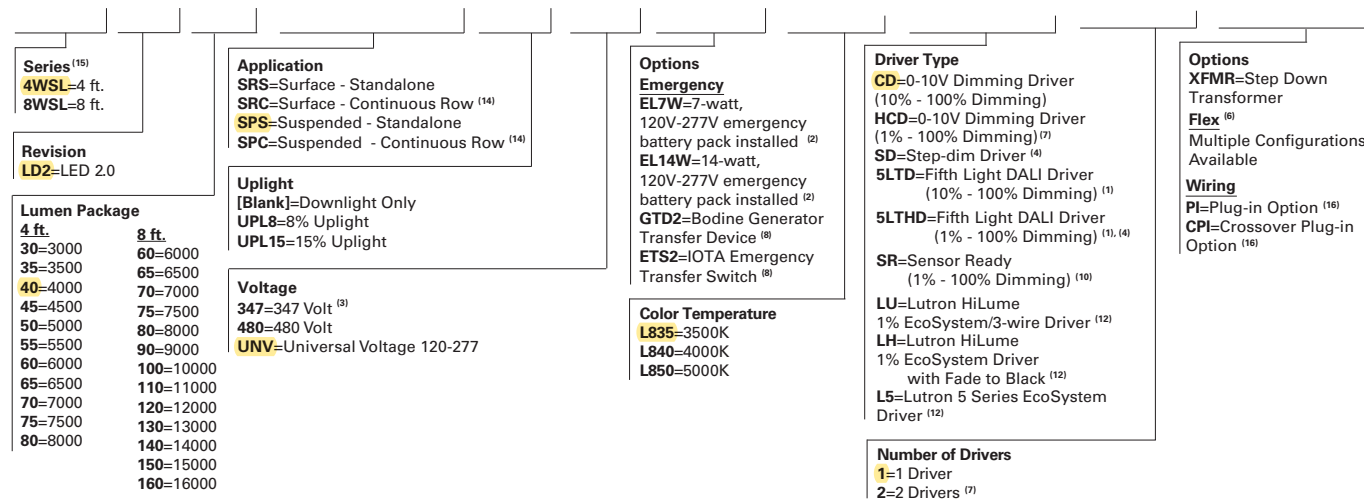 Series (15)
4WSL=4 ft.
8WSL=8 ft.
Revision
LD2=LED 2.0
Lumen Package
4 ft.
30=3000
35=3500
40=4000
45=4500
50=5000
55=5500
60=6000
65=6500
70=7000
75=7500
80=8000
8 ft.
60=6000
65=6500
70=7000
75=7500
80=8000
90=9000
100=10000
110=11000
120=12000
130=13000
140=14000
150=15000
160=16000
Application
SRS=Surface - Standalone
SRC=Surface - Continuous Row (14)
SPS=Suspended - Standalone
SPC=Suspended - Continuous Row (14)
Uplight
[Blank]=Downlight Only
UPL8=8% Uplight
UPL15=15% Uplight
Voltage
347=347 Volt (3)
480=480 Volt
UNV=Universal Voltage 120-277
Options
Emergency
EL7W=7-watt,
120V-277V emergency
battery pack installed (2)
EL14W=14-watt,
120V-277V emergency
battery pack installed (2)
GTD2=Bodine Generator
Transfer Device (8)
ETS2=IOTA Emergency
Transfer Switch (8)
Color Temperature
L835=3500K
L840=4000K
L850=5000K
Driver Type
CD=0-10V Dimming Driver
(10% - 100% Dimming)
HCD=0-10V Dimming Driver
(1% - 100% Dimming) (7)
SD=Step-dim Driver (4)
5LTD=Fifth Light DALI Driver
(10% - 100% Dimming) (1)
5LTHD=Fifth Light DALI Driver
(1% - 100% Dimming) (1), (4)
SR=Sensor Ready
(1% - 100% Dimming) (10)
LU=Lutron HiLume
1% EcoSystem/3-wire Driver (12)
LH=Lutron HiLume
1% EcoSystem Driver
with Fade to Black (12)
L5=Lutron 5 Series EcoSystem
Driver (12)
Number of Drivers
1=1 Driver
2=2 Drivers (7)
Options
XFMR=Step Down
Transformer
Flex (6)
Multiple Configurations
Available
Wiring
PI=Plug-in Option (16)
CPI=Crossover Plug-in
Option (16)